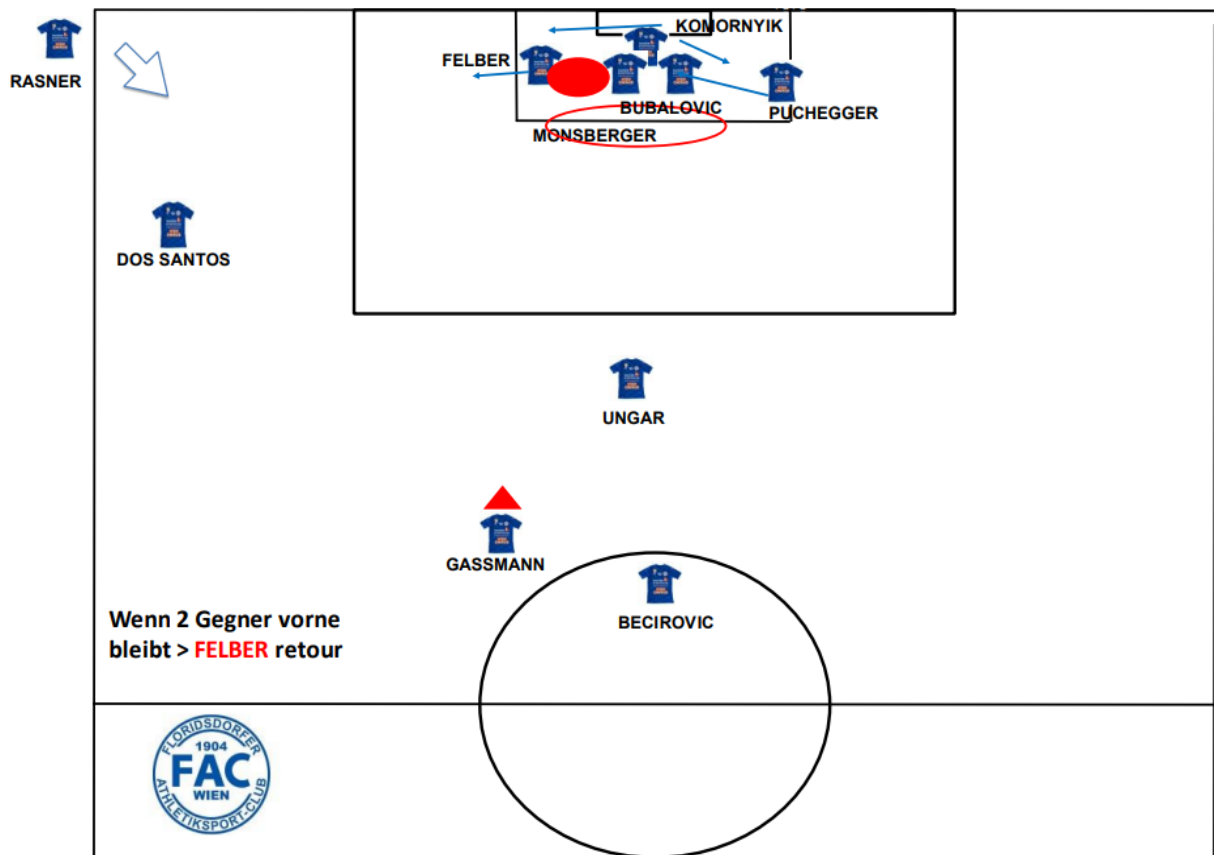 KOMORNYIK
RASNER
FELBER
BUBALOVIC
PUCHEGGER
MONSBERGER
DOS SANTOS
UNGAR
GASSMANN
BECIROVIC
Wenn 2 Gegner vorne
bleibt > FELBER retour
FLORIDSDORFER
1904
FAC
WIEN
ATHLETIKSPORT-CLUB